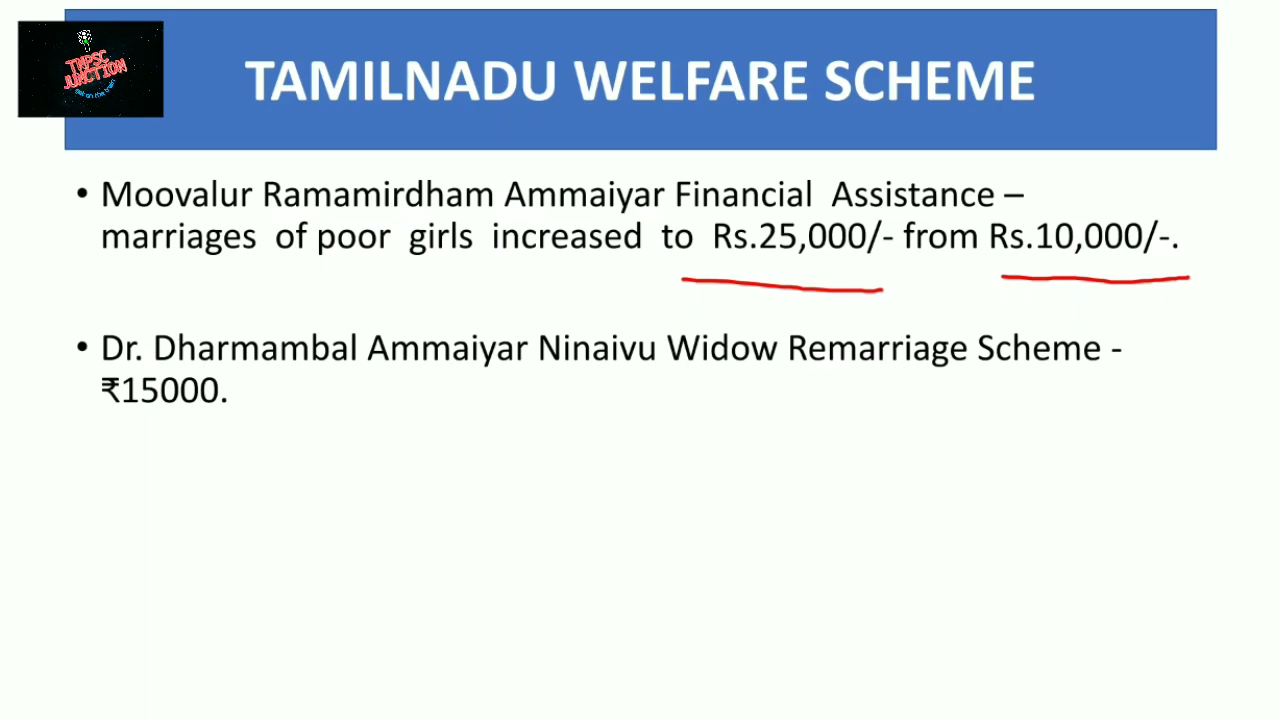 TNPSC
JUNCTION
TAMILNADU WELFARE SCHEME
• Moovalur Ramamirdham Ammaiyar Financial Assistance –
marriages of poor girls increased to Rs.25,000/- from Rs.10,000/-.
• Dr. Dharmambal Ammaiyar Ninaivu Widow Remarriage Scheme -
₹15000.